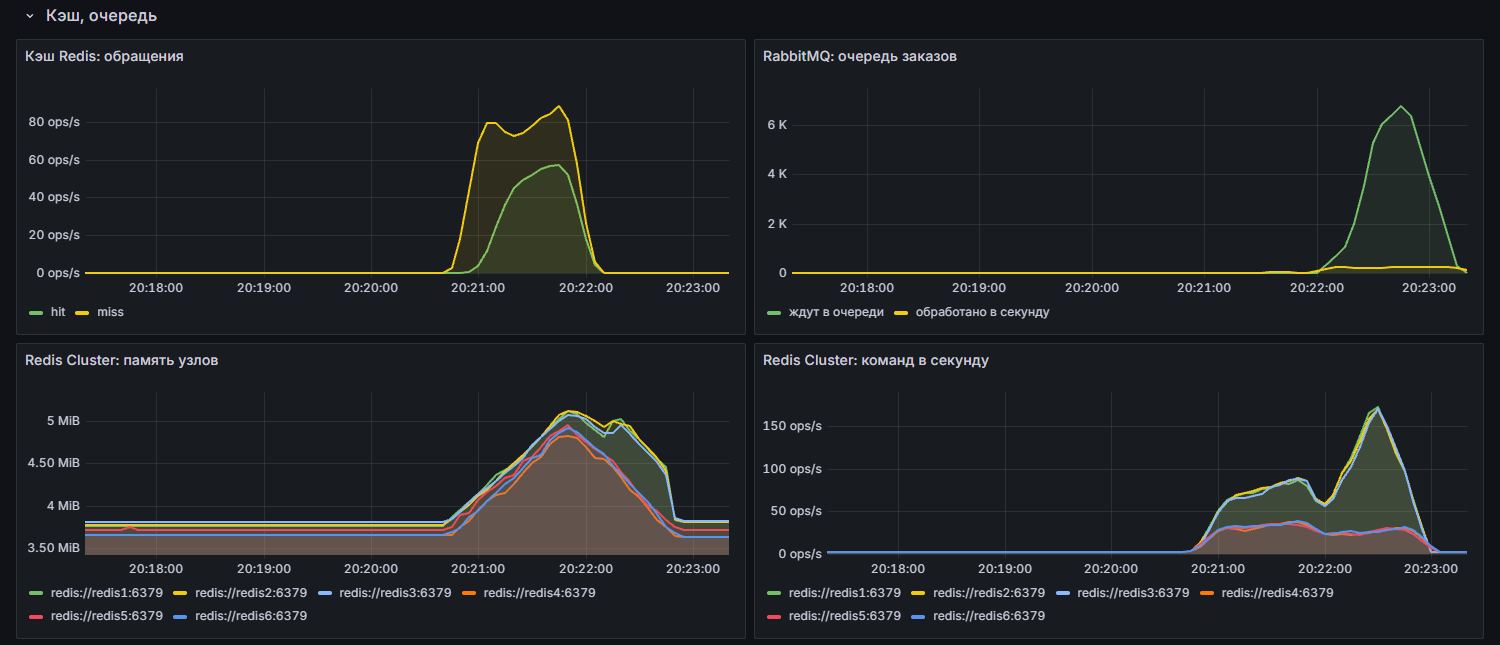 Кэш, очередь
Кэш Redis: обращения
80 ops/s
60 ops/s
40 ops/s
20 ops/s
0 ops/s
20:18:00 20:19:00 20:20:00 20:21:00 20:22:00 20:23:00
hit miss
RabbitMQ: очередь заказов
6 K
4 K
2 K
0
20:18:00 20:19:00 20:20:00 20:21:00 20:22:00 20:23:00
ждут в очереди обработано в секунду
Redis Cluster: память узлов
5 MiB
4.50 MiB
4 MiB
3.50 MiB
20:18:00 20:19:00 20:20:00 20:21:00 20:22:00 20:23:00
redis://redis1:6379 redis://redis2:6379 redis://redis3:6379 redis://redis4:6379
redis://redis5:6379 redis://redis6:6379
Redis Cluster: команд в секунду
150 ops/s
100 ops/s
50 ops/s
0 ops/s
20:18:00 20:19:00 20:20:00 20:21:00 20:22:00 20:23:00
redis://redis1:6379 redis://redis2:6379 redis://redis3:6379 redis://redis4:6379
redis://redis5:6379 redis://redis6:6379